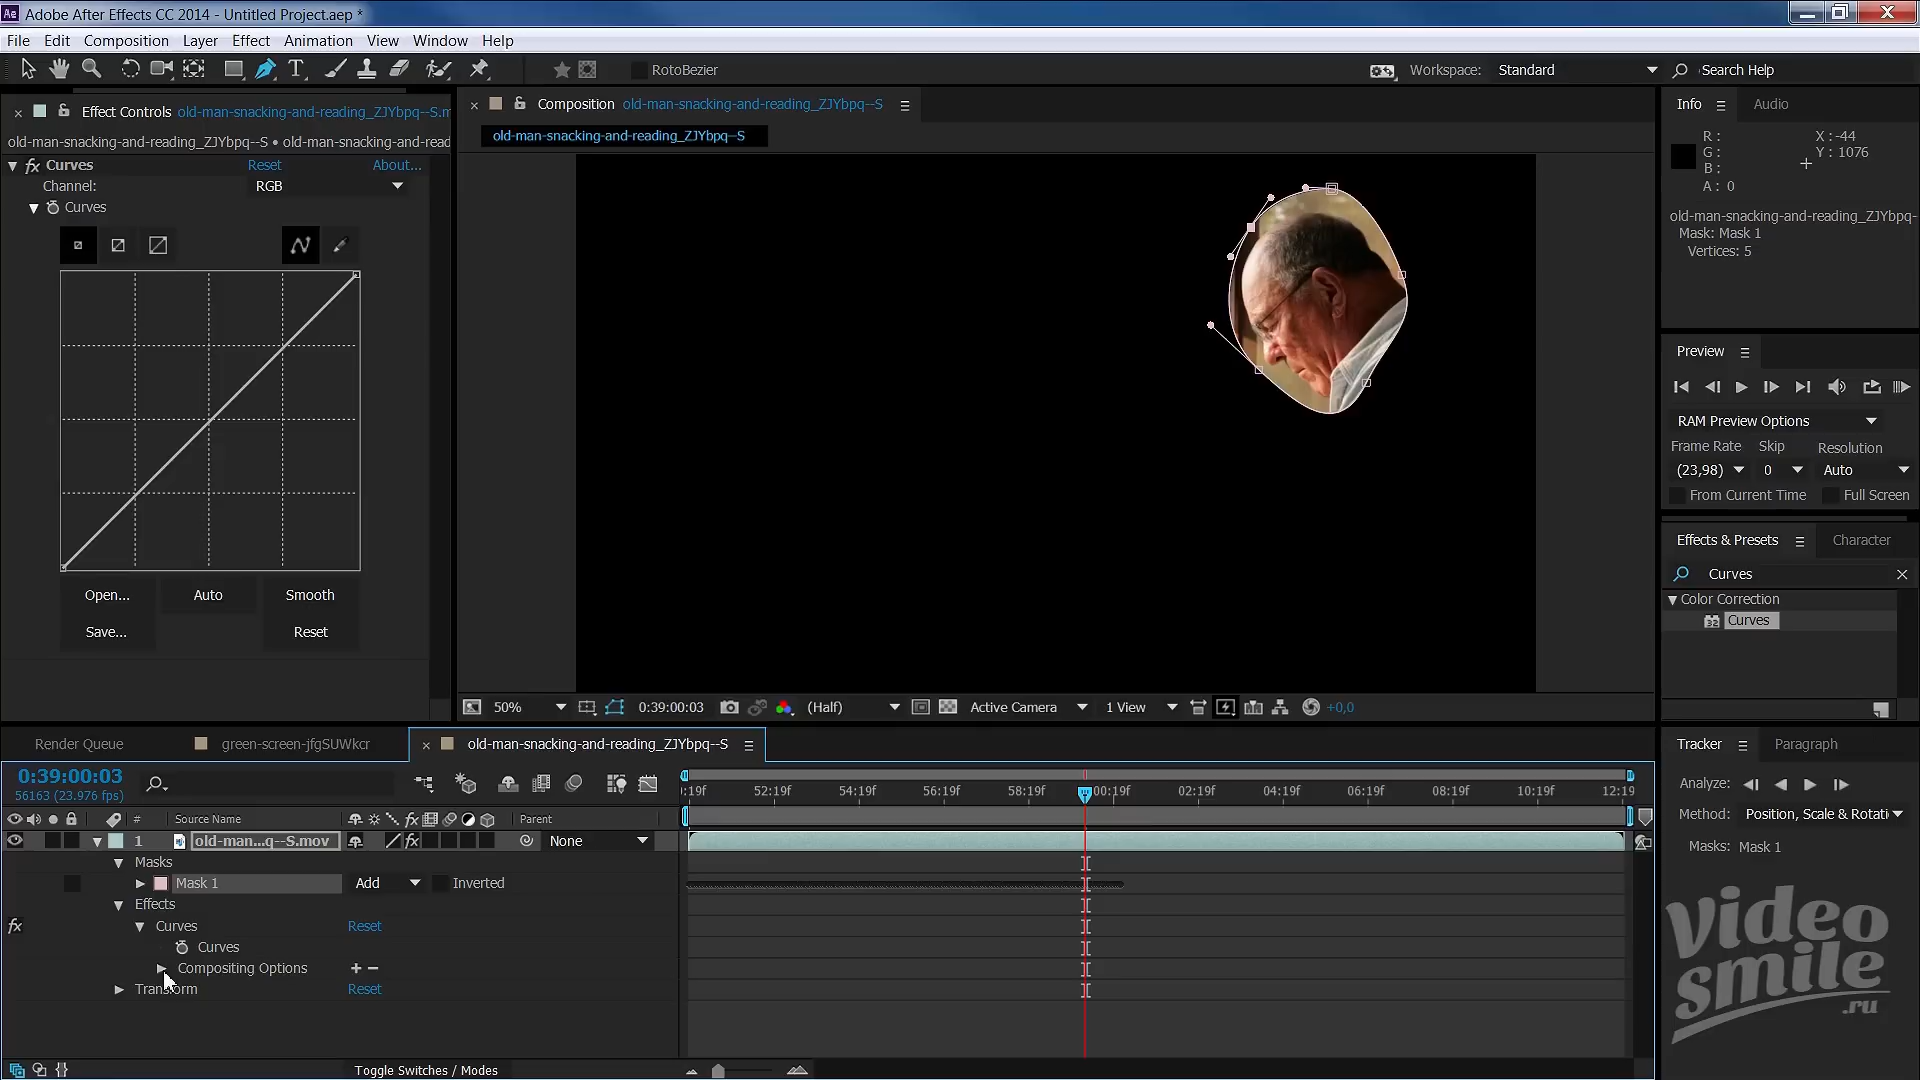 Adobe After Effects CC 2014 - Untitled Project.aep *
File Edit Composition Layer Effect Animation View Window Help
RotoBezier
Workspace: Standard
Search Help
Effect Controls old-man-snacking-and-reading_ZJYbpq--S.m
old-man-snacking-and-reading_ZJYbpq--S • old-man-snacking-and-read
fx Curves Reset About...
Channel: RGB
Curves
Open... Auto Smooth
Save... Reset
Composition old-man-snacking-and-reading_ZJYbpq--S
old-man-snacking-and-reading_ZJYbpq--S
50% 0:39:00:03 (Half) Active Camera 1 View +0,0
Info Audio
R : X : -44
G : Y : 1076
B :
A : 0
old-man-snacking-and-reading_ZJYbpq-
Mask: Mask 1
Vertices: 5
Preview
RAM Preview Options
Frame Rate Skip Resolution
(23,98) 0 Auto
From Current Time Full Screen
Effects & Presets Character
Curves
Color Correction
32 Curves
Render Queue green-screen-jfgSUWkcr old-man-snacking-and-reading_ZJYbpq--S
0:39:00:03
56163 (23.976 fps)
:19f 52:19f 54:19f 56:19f 58:19f 00:19f 02:19f 04:19f 06:19f 08:19f 10:19f 12:19
# Source Name fx Parent
1 old-man...q--S.mov fx None
Masks
Mask 1 Add Inverted
Effects
fx Curves Reset
Curves
Compositing Options + −
Transform Reset
Toggle Switches / Modes
Tracker Paragraph
Analyze:
Method: Position, Scale & Rotati
Masks: Mask 1
video
smile
.ru